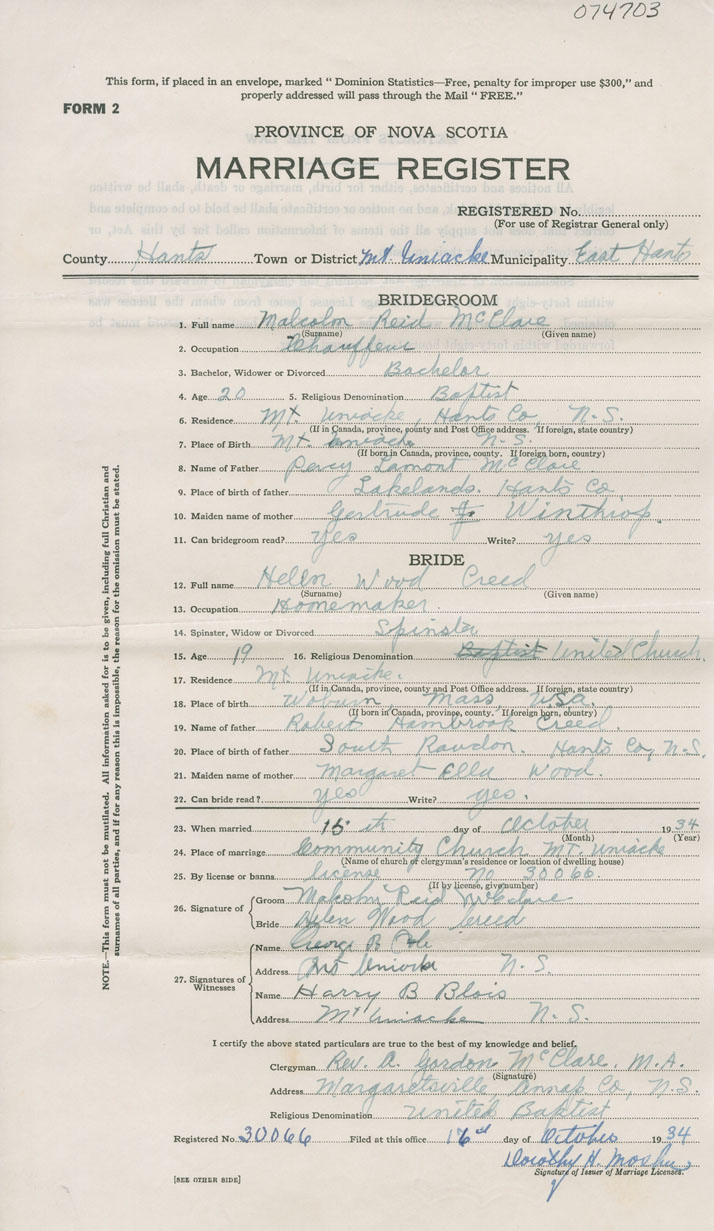 074703
This form, if placed in an envelope, marked "Dominion Statistics—Free, penalty for improper use $300," and
properly addressed will pass through the Mail "FREE."
FORM 2
PROVINCE OF NOVA SCOTIA
MARRIAGE REGISTER
REGISTERED No.
(For use of Registrar General only)
County Hants Town or District Mt. Uniacke Municipality East Hants
BRIDEGROOM
1. Full name Malcolm Reid McClare
(Surname) (Given name)
2. Occupation Chauffeur
3. Bachelor, Widower or Divorced Bachelor
4. Age 20 5. Religious Denomination Baptist
6. Residence Mt. Uniacke, Hants Co, N.S.
(If in Canada, province, county and Post Office address. If foreign, state country)
7. Place of Birth Mt. Uniacke N.S.
(If born in Canada, province, county. If foreign born, country)
8. Name of Father Percy Lamont McClare
9. Place of birth of father Lakelands. Hants Co
10. Maiden name of mother Gertrude Winthrop
11. Can bridegroom read? Yes Write? Yes
BRIDE
12. Full name Helen Wood Creed
(Surname) (Given name)
13. Occupation Homemaker.
14. Spinster, Widow or Divorced Spinster
15. Age 19 16. Religious Denomination Baptist United Church.
17. Residence Mt Uniacke.
(If in Canada, province, county and Post Office address. If foreign, state country)
18. Place of birth Woburn, Mass, USA.
(If born in Canada, province, county. If foreign born, country)
19. Name of father Robert Hambrook Creed.
20. Place of birth of father South Rawdon. Hants Co, N.S.
21. Maiden name of mother Margaret Ella Wood.
22. Can bride read? Yes Write? yes.
23. When married 15th day of October 1934
(Month) (Year)
24. Place of marriage Community Church Mt. Uniacke
(Name of church of clergyman's residence or location of dwelling house)
25. By license or banns license No 30066.
(If by license, give number)
26. Signature of Groom Malcolm Reid McClare
Bride Helen Wood Creed
27. Signatures of Witnesses
Name George B
Address Mt Uniacke N.S.
Name Harry B Blois
Address Mt Uniacke N.S.
I certify the above stated particulars are true to the best of my knowledge and belief.
Clergyman Rev. A. Gordon McClare, M.A.
(Signature)
Address Margaretsville Annap Co, N.S.
Religious Denomination United Baptist
Registered No. 30066 Filed at this office 16 day of October 1934
Dorothy H. Mosher
Signature of Issuer of Marriage Licenses.
[SEE OTHER SIDE]
NOTE.—This form must not be mutilated. All information asked for is to be given, including full Christian and
surnames of all parties, and if for any reason this is impossible, the reason for the omission must be stated.